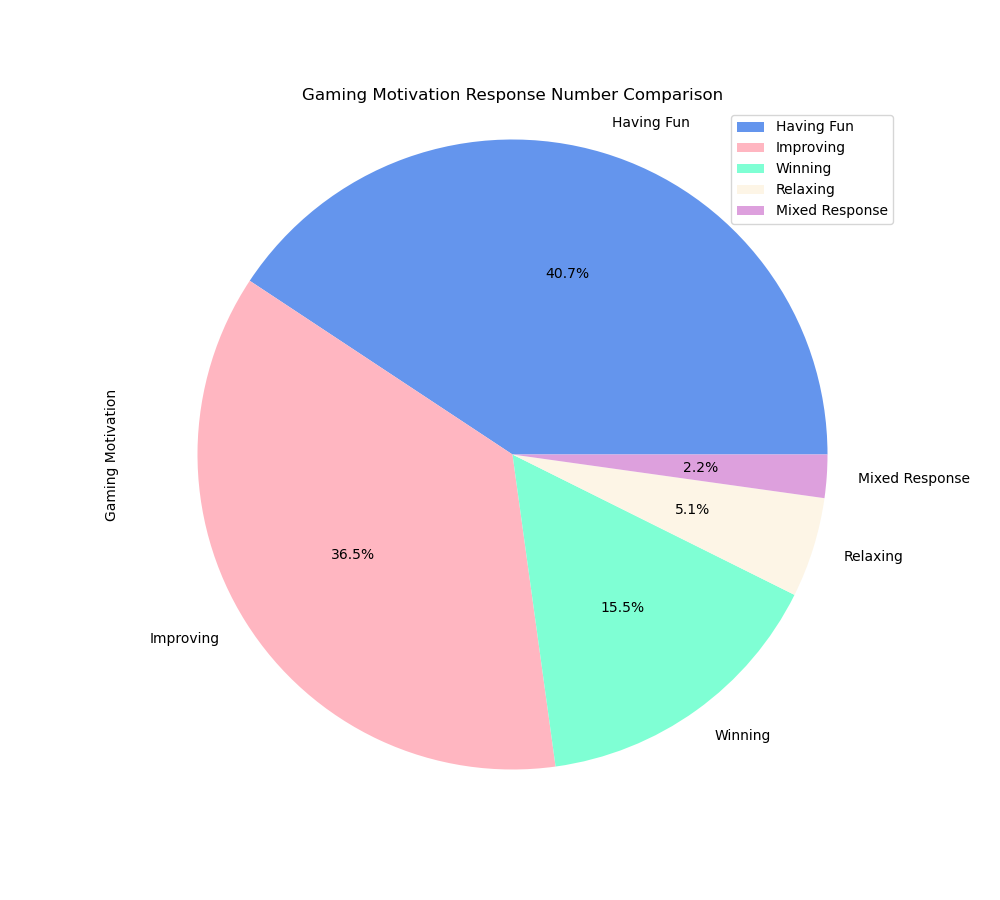 Gaming Motivation Response Number Comparison
Having Fun
Having Fun
Improving
Winning
Relaxing
Mixed Response
40.7%
Gaming Motivation
2.2%
Mixed Response
5.1%
Relaxing
36.5%
15.5%
Improving
Winning